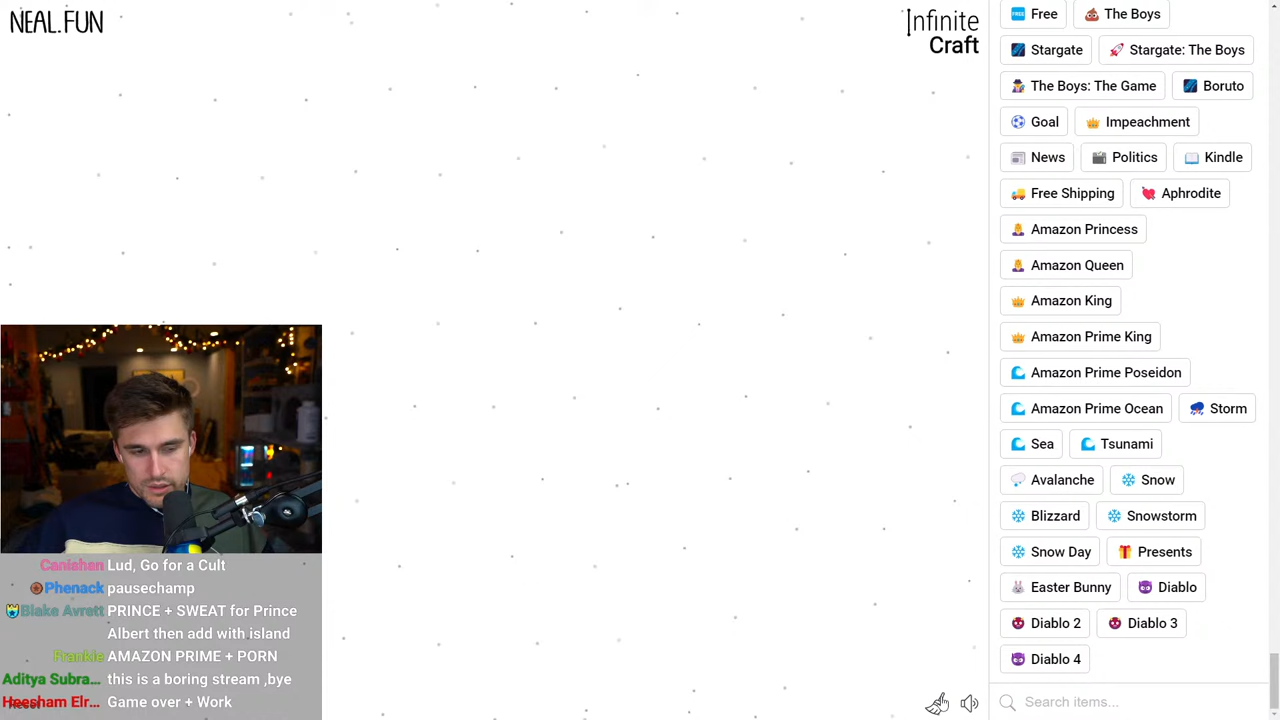 NEAL.FUN
Infinite
Craft
Free The Boys
Stargate Stargate: The Boys
The Boys: The Game Boruto
Goal Impeachment
News Politics Kindle
Free Shipping Aphrodite
Amazon Princess
Amazon Queen
Amazon King
Amazon Prime King
Amazon Prime Poseidon
Amazon Prime Ocean Storm
Sea Tsunami
Avalanche Snow
Blizzard Snowstorm
Snow Day Presents
Easter Bunny Diablo
Diablo 2 Diablo 3
Diablo 4
Search items...
Canishan Lud, Go for a Cult
Phenack pausechamp
Blake Avrett PRINCE + SWEAT for Prince
Albert then add with island
Frankie AMAZON PRIME + PORN
Aditya Subra... this is a boring stream ,bye
Heesham Elr... Game over + Work